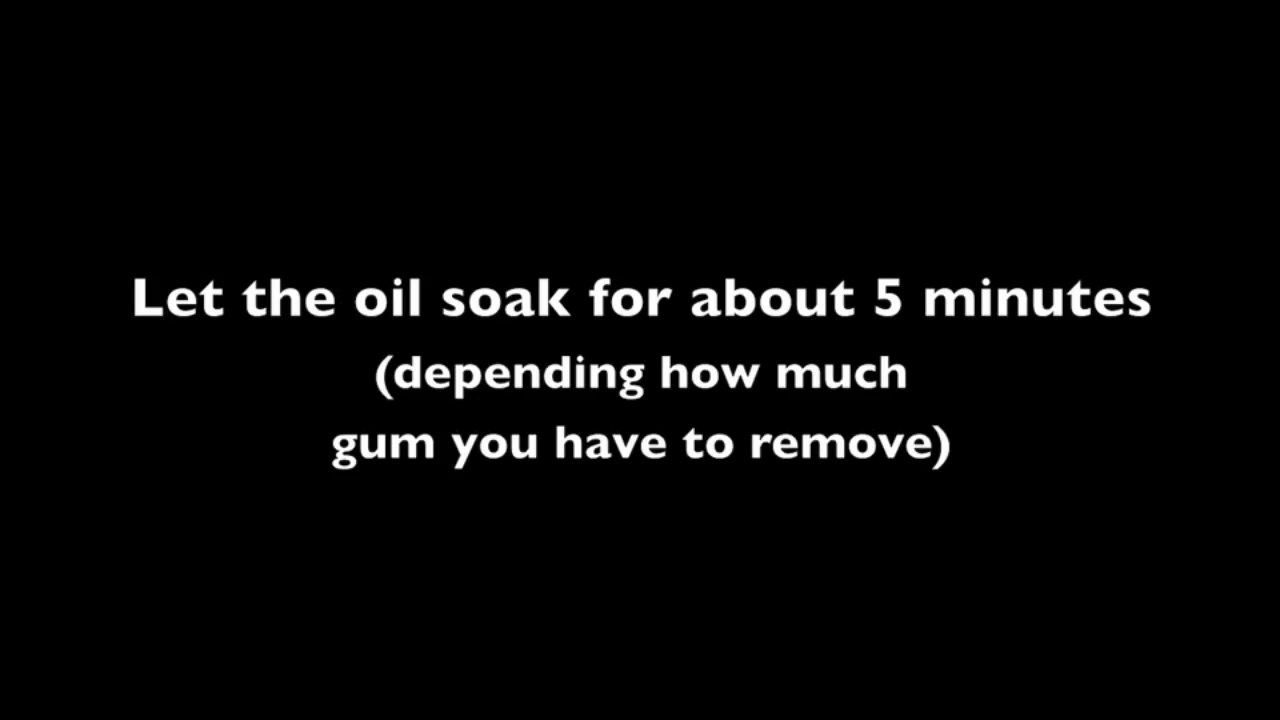 Let the oil soak for about 5 minutes
(depending how much
gum you have to remove)